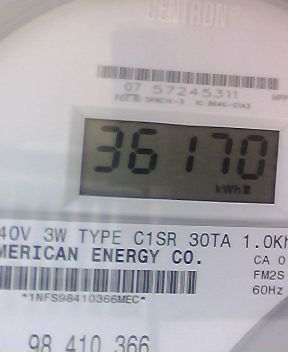 CENTRON®
07 57245311
36170
kWh
40V 3W TYPE C1SR 30TA 1.0Kh
MERICAN ENERGY CO.
CA 0
FM2S
60Hz
*1NFS98410366MEC*
98 410 366